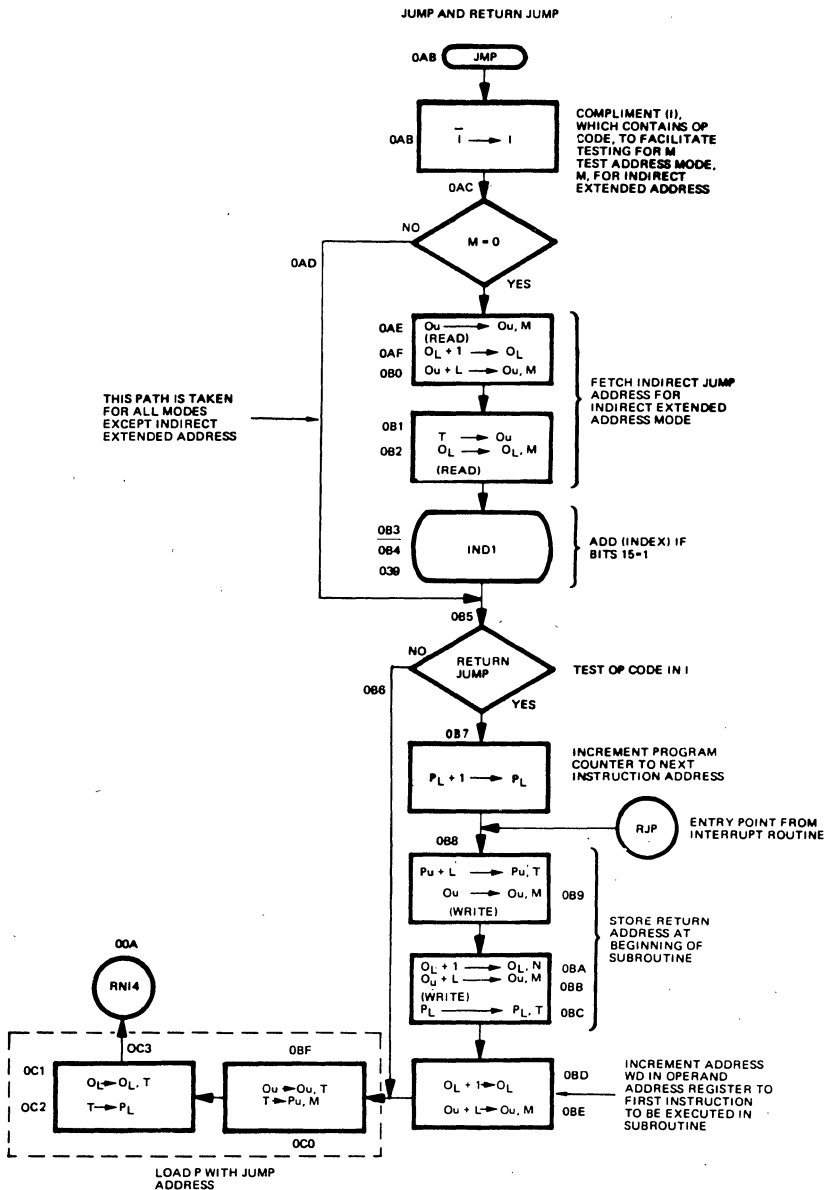 JUMP AND RETURN JUMP
0AB
JMP
0AB
I̅ → I
COMPLIMENT (I),
WHICH CONTAINS OP
CODE, TO FACILITATE
TESTING FOR M
TEST ADDRESS MODE,
M, FOR INDIRECT
EXTENDED ADDRESS
0AC
NO
M = 0
0AD
YES
0AE
Ou → Ou, M
(READ)
0AF
OL + 1 → OL
0B0
Ou + L → Ou, M
FETCH INDIRECT JUMP
ADDRESS FOR
INDIRECT EXTENDED
ADDRESS MODE
THIS PATH IS TAKEN
FOR ALL MODES
EXCEPT INDIRECT
EXTENDED ADDRESS
0B1
T → Ou
0B2
OL → OL, M
(READ)
0B3
0B4
039
IND1
ADD (INDEX) IF
BITS 15=1
0B5
NO
RETURN
JUMP
TEST OP CODE IN I
0B6
YES
0B7
PL + 1 → PL
INCREMENT PROGRAM
COUNTER TO NEXT
INSTRUCTION ADDRESS
RJP
ENTRY POINT FROM
INTERRUPT ROUTINE
0B8
Pu + L → Pu, T
Ou → Ou, M
0B9
(WRITE)
STORE RETURN
ADDRESS AT
BEGINNING OF
SUBROUTINE
OL + 1 → OL, N
0BA
Ou + L → Ou, M
0BB
(WRITE)
PL → PL, T
0BC
00A
RNI4
0C3
0BF
0C1
OL → OL, T
0C2
T → PL
Ou → Ou, T
T → Pu, M
0C0
OL + 1 → OL
0BD
Ou + L → Ou, M
0BE
INCREMENT ADDRESS
WD IN OPERAND
ADDRESS REGISTER TO
FIRST INSTRUCTION
TO BE EXECUTED IN
SUBROUTINE
LOAD P WITH JUMP
ADDRESS